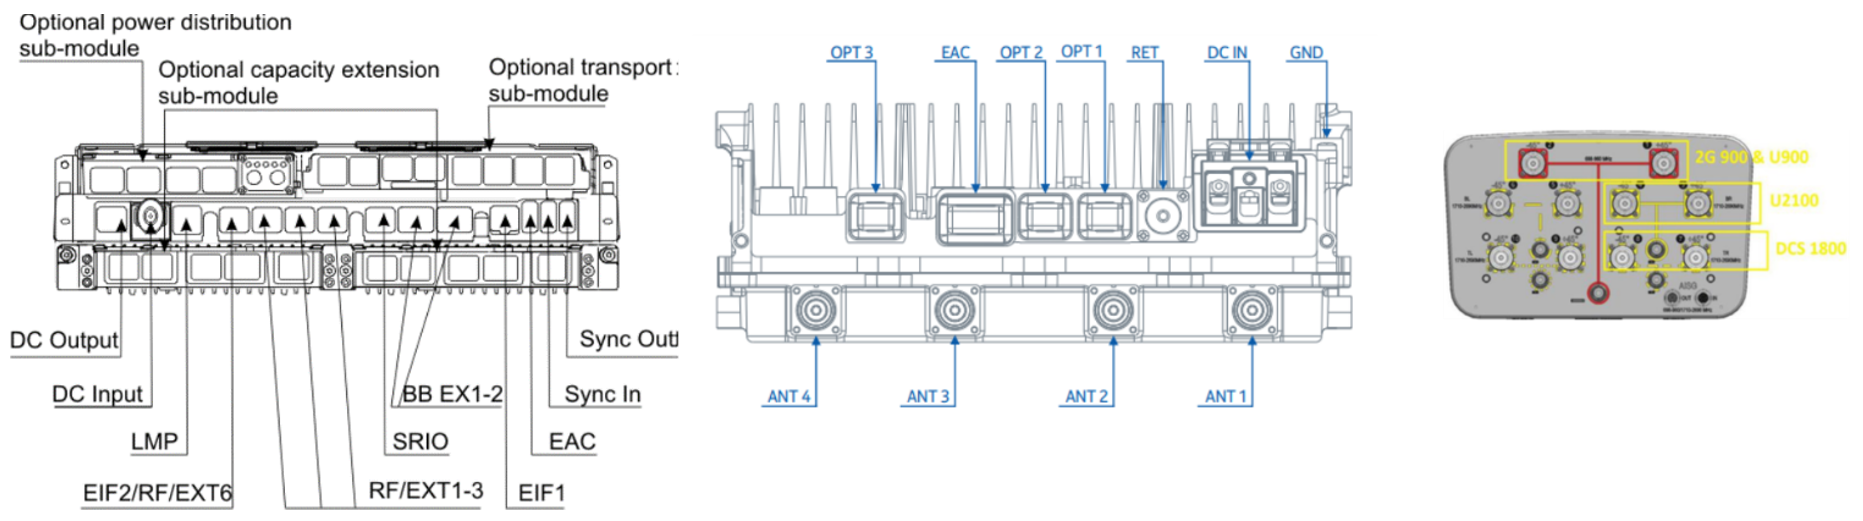 Optional power distribution
sub-module
Optional capacity extension
sub-module
Optional transport
sub-module
DC Output
DC Input
LMP
EIF2/RF/EXT6
RF/EXT1-3
SRIO
BB EX1-2
EIF1
EAC
Sync In
Sync Out
OPT 3
EAC
OPT 2
OPT 1
RET
DC IN
GND
ANT 4
ANT 3
ANT 2
ANT 1
2G 900 & U900
U2100
DCS 1800
AISG
OUT
IN